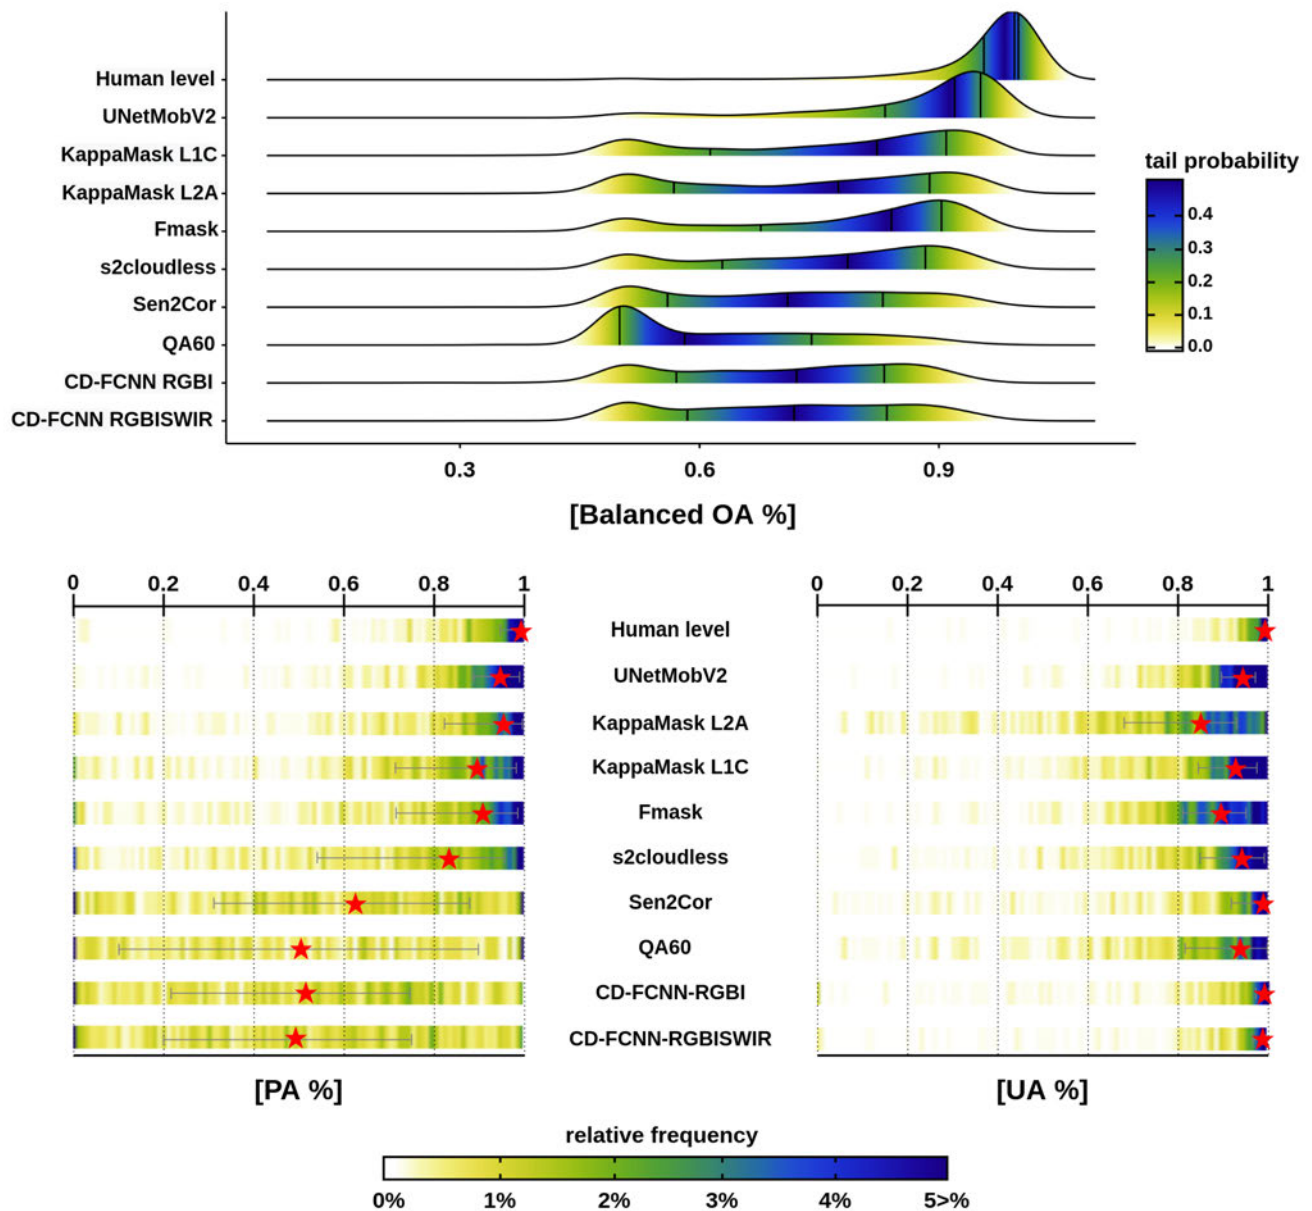 Human level
UNetMobV2
KappaMask L1C
KappaMask L2A
Fmask
s2cloudless
Sen2Cor
QA60
CD-FCNN RGBI
CD-FCNN RGBISWIR
0.3 0.6 0.9
[Balanced OA %]
tail probability
0.4
0.3
0.2
0.1
0.0
0 0.2 0.4 0.6 0.8 1
0 0.2 0.4 0.6 0.8 1
Human level
UNetMobV2
KappaMask L2A
KappaMask L1C
Fmask
s2cloudless
Sen2Cor
QA60
CD-FCNN-RGBI
CD-FCNN-RGBISWIR
[PA %]
[UA %]
relative frequency
0% 1% 2% 3% 4% 5>%